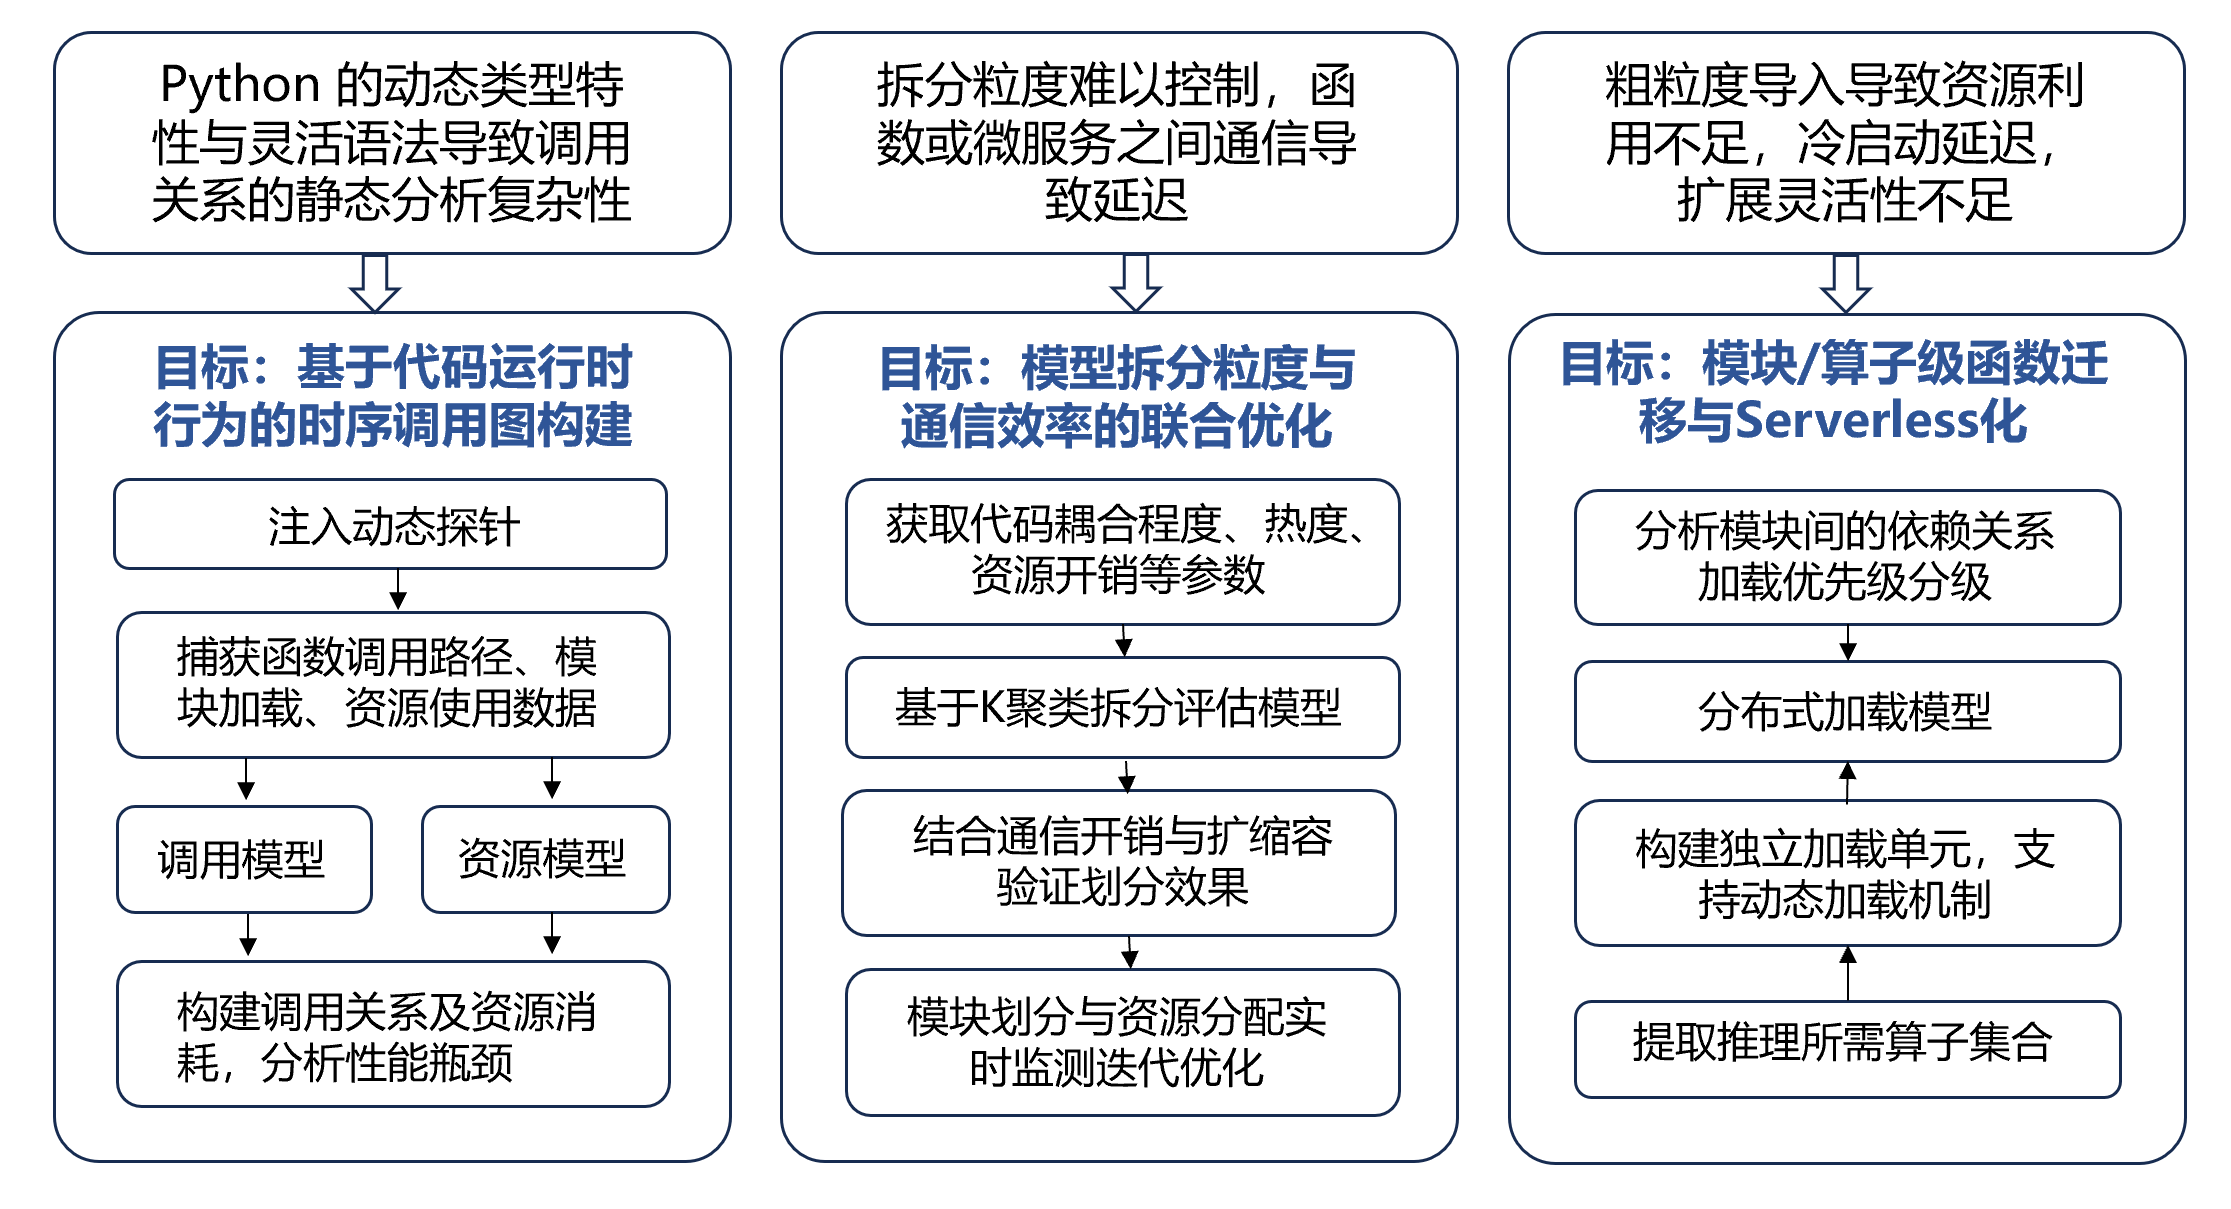 Python 的动态类型特
性与灵活语法导致调用
关系的静态分析复杂性
目标：基于代码运行时
行为的时序调用图构建
注入动态探针
捕获函数调用路径、模
块加载、资源使用数据
调用模型
资源模型
构建调用关系及资源消
耗，分析性能瓶颈
拆分粒度难以控制，函
数或微服务之间通信导
致延迟
目标：模型拆分粒度与
通信效率的联合优化
获取代码耦合程度、热度、
资源开销等参数
基于K聚类拆分评估模型
结合通信开销与扩缩容
验证划分效果
模块划分与资源分配实
时监测迭代优化
粗粒度导入导致资源利
用不足，冷启动延迟，
扩展灵活性不足
目标：模块/算子级函数迁
移与Serverless化
分析模块间的依赖关系
加载优先级分级
分布式加载模型
构建独立加载单元，支
持动态加载机制
提取推理所需算子集合